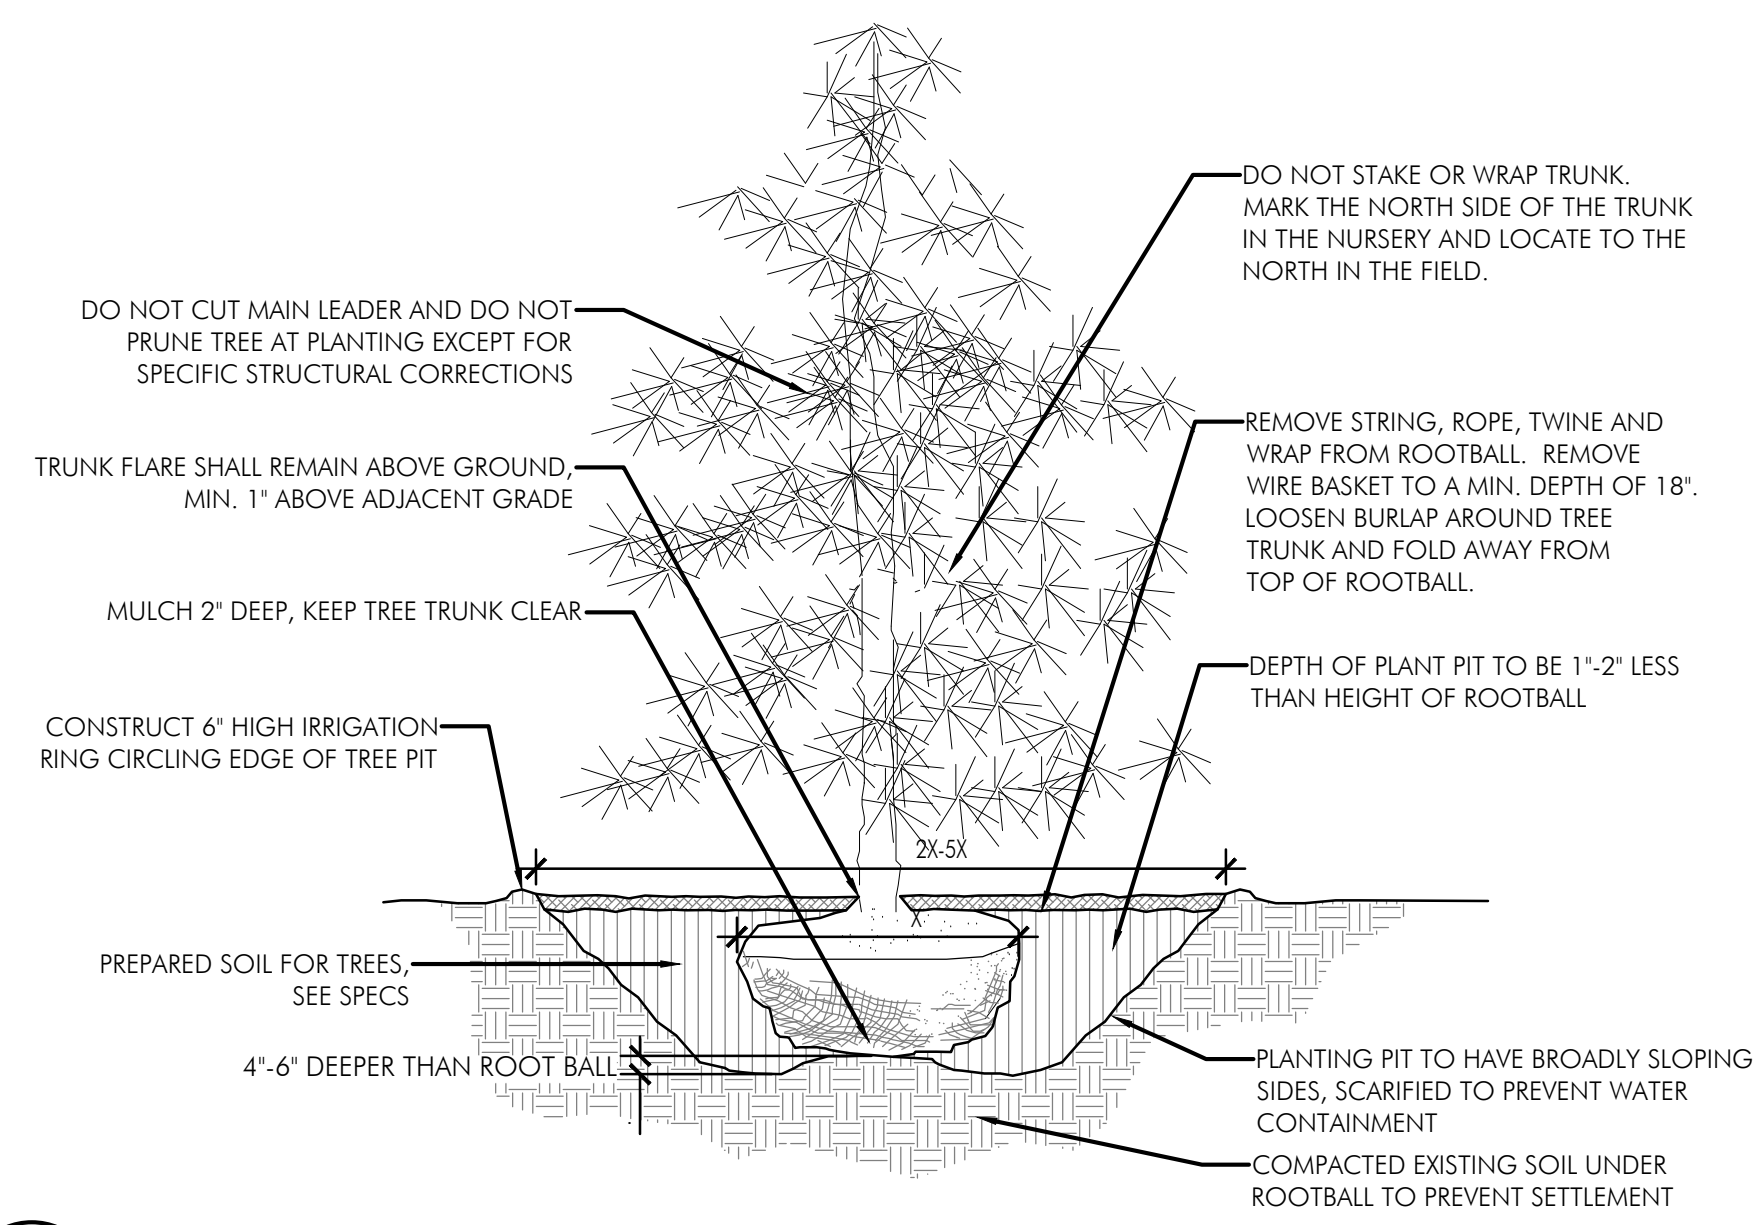 DO NOT STAKE OR WRAP TRUNK.
MARK THE NORTH SIDE OF THE TRUNK
IN THE NURSERY AND LOCATE TO THE
NORTH IN THE FIELD.
DO NOT CUT MAIN LEADER AND DO NOT
PRUNE TREE AT PLANTING EXCEPT FOR
SPECIFIC STRUCTURAL CORRECTIONS
REMOVE STRING, ROPE, TWINE AND
WRAP FROM ROOTBALL.  REMOVE
WIRE BASKET TO A MIN. DEPTH OF 18".
LOOSEN BURLAP AROUND TREE
TRUNK AND FOLD AWAY FROM
TOP OF ROOTBALL.
TRUNK FLARE SHALL REMAIN ABOVE GROUND,
MIN. 1" ABOVE ADJACENT GRADE
MULCH 2" DEEP, KEEP TREE TRUNK CLEAR
DEPTH OF PLANT PIT TO BE 1"-2" LESS
THAN HEIGHT OF ROOTBALL
CONSTRUCT 6" HIGH IRRIGATION
RING CIRCLING EDGE OF TREE PIT
2X-5X
X
PREPARED SOIL FOR TREES,
SEE SPECS
4"-6" DEEPER THAN ROOT BALL
PLANTING PIT TO HAVE BROADLY SLOPING
SIDES, SCARIFIED TO PREVENT WATER
CONTAINMENT
COMPACTED EXISTING SOIL UNDER
ROOTBALL TO PREVENT SETTLEMENT